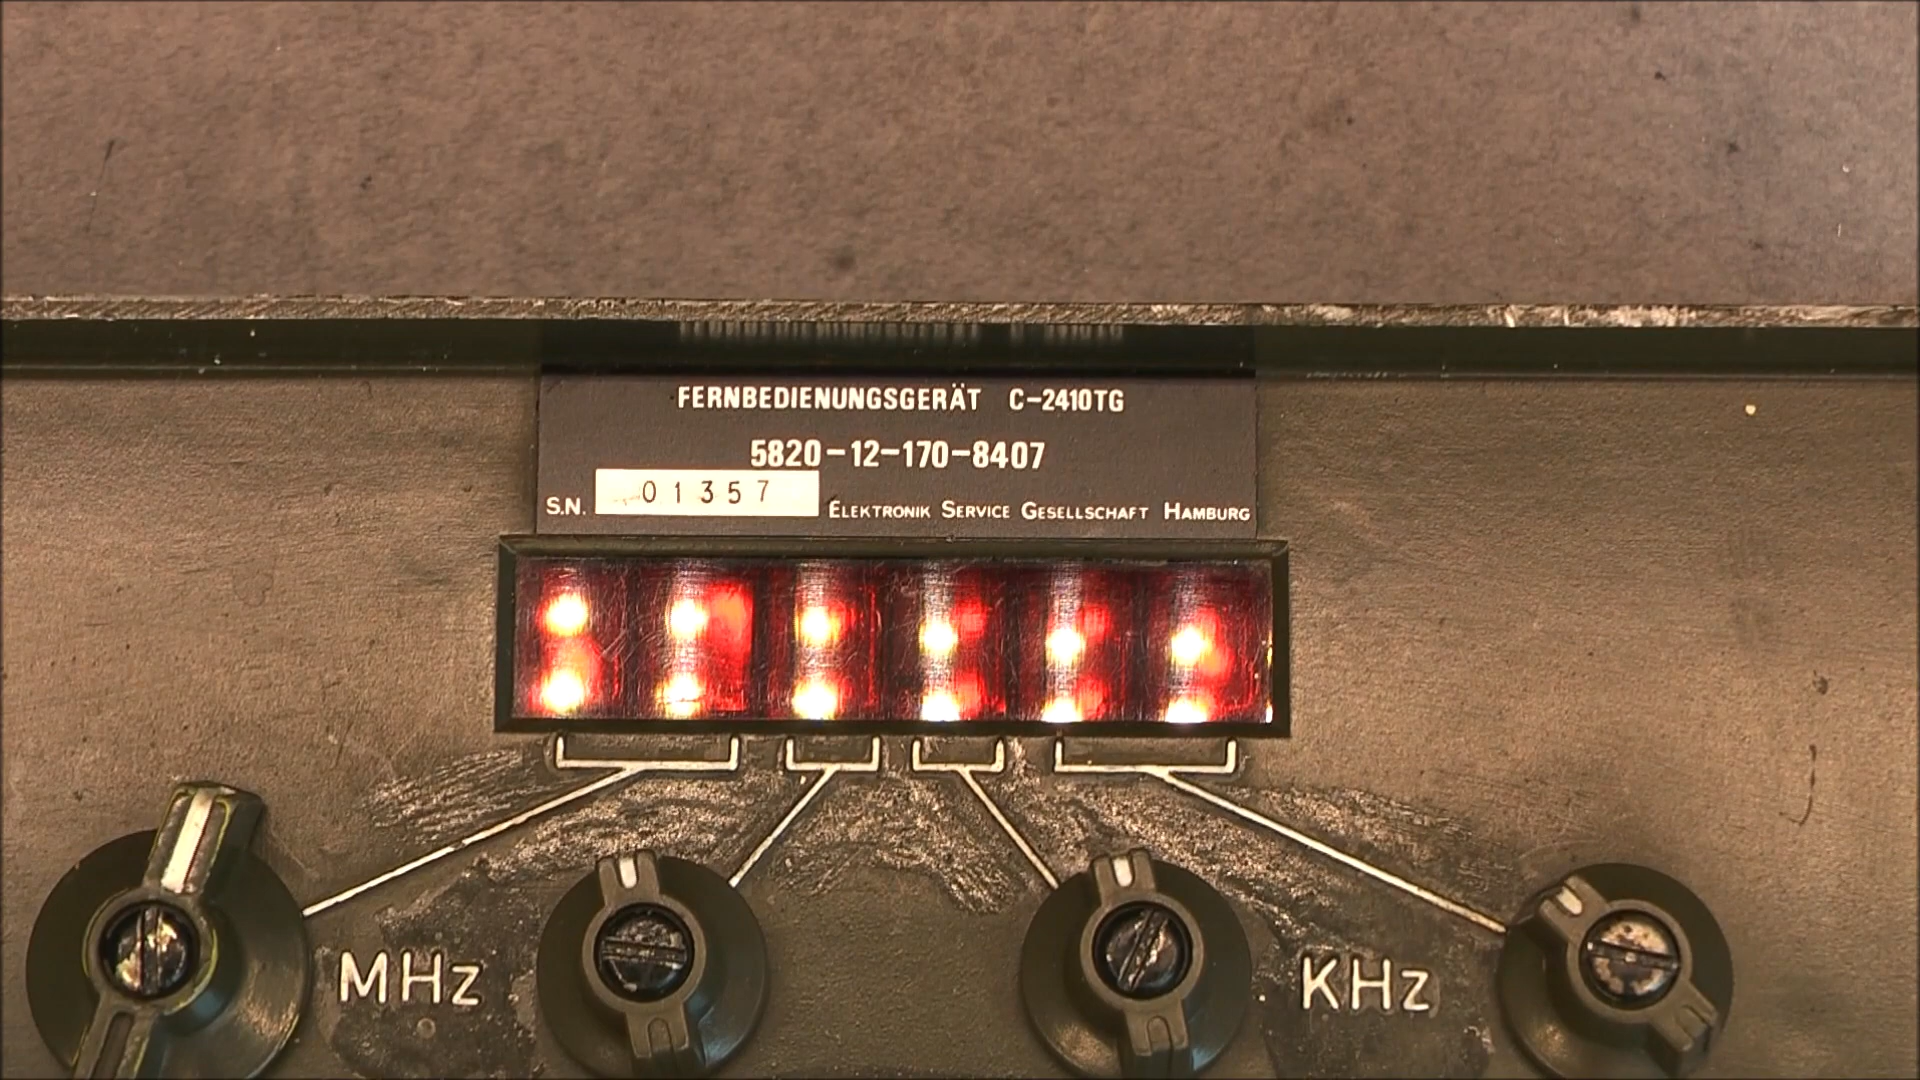 FERNBEDIENUNGSGERÄT C-2410TG
5820-12-170-8407
S.N. 01357 ELEKTRONIK SERVICE GESELLSCHAFT HAMBURG
MHz KHz